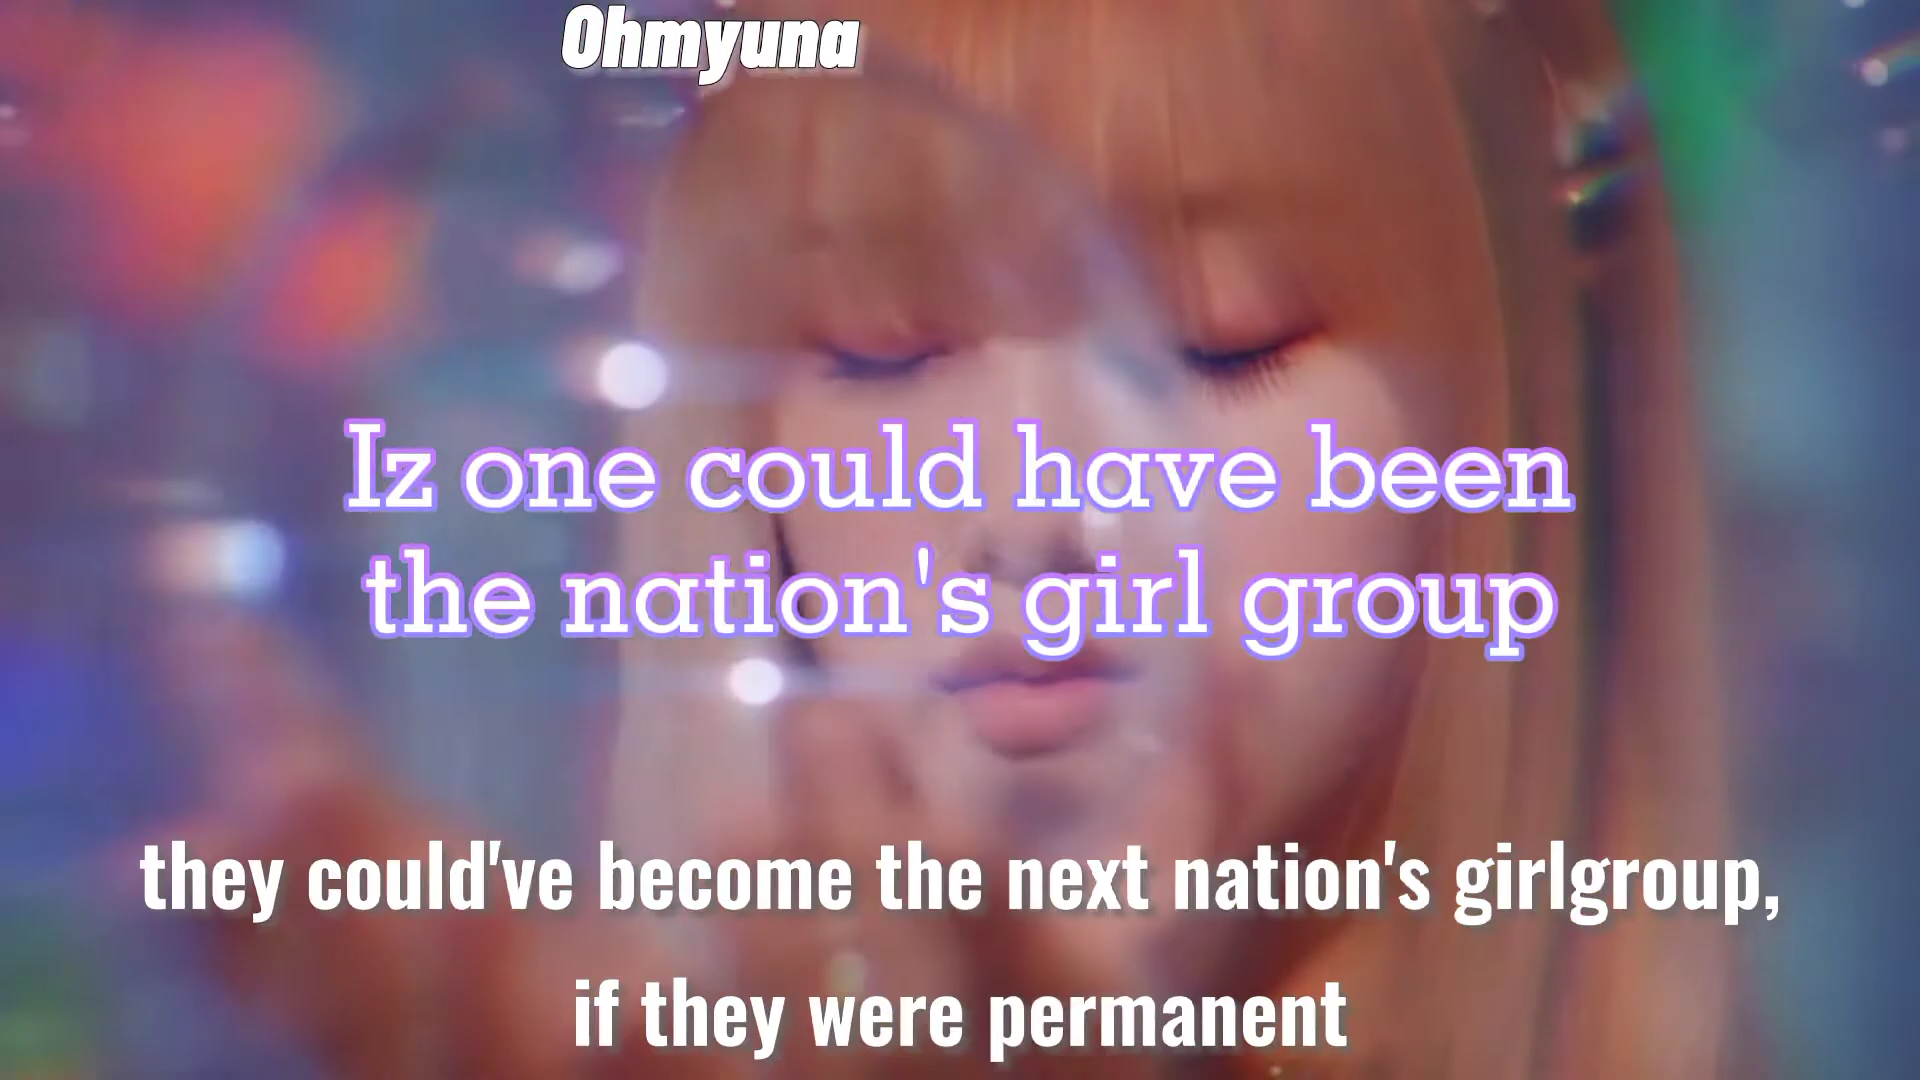 Ohmyuna
Iz one could have been
the nation's girl group
they could've become the next nation's girlgroup,
if they were permanent